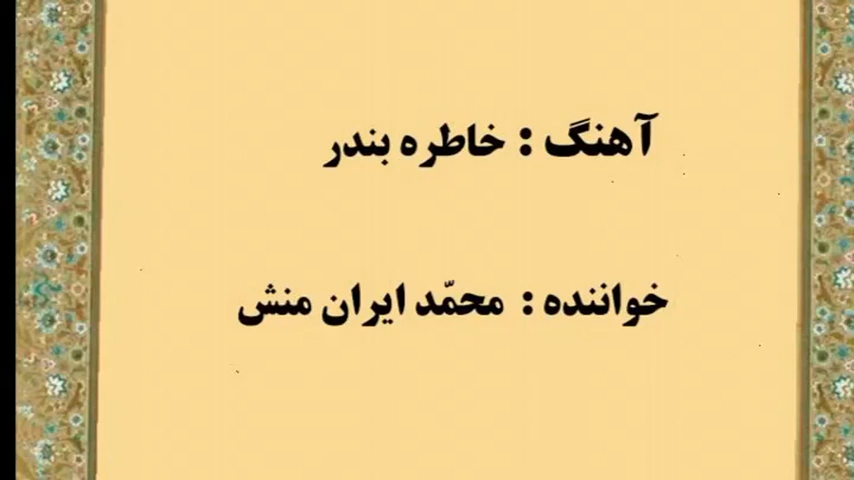 آهنگ : خاطره بندر
خواننده : محمّد ایران منش